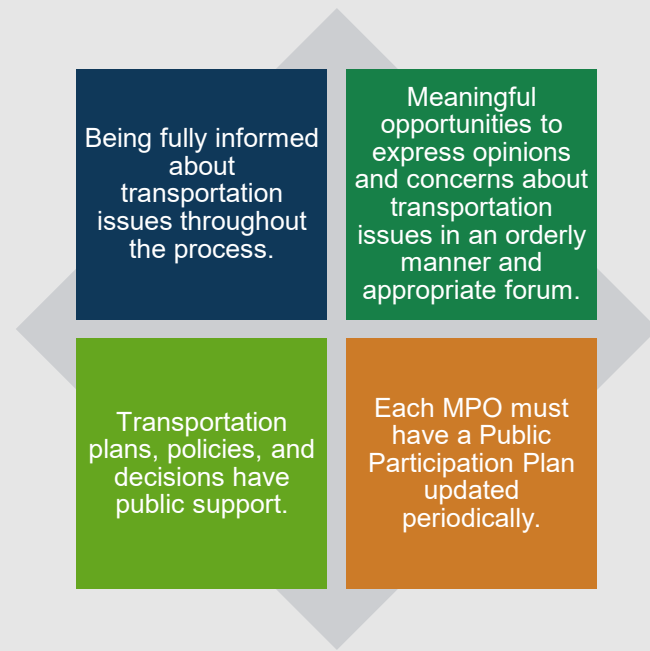 Being fully informed
about
transportation
issues throughout
the process.
Meaningful
opportunities to
express opinions
and concerns about
transportation
issues in an orderly
manner and
appropriate forum.
Transportation
plans, policies, and
decisions have
public support.
Each MPO must
have a Public
Participation Plan
updated
periodically.